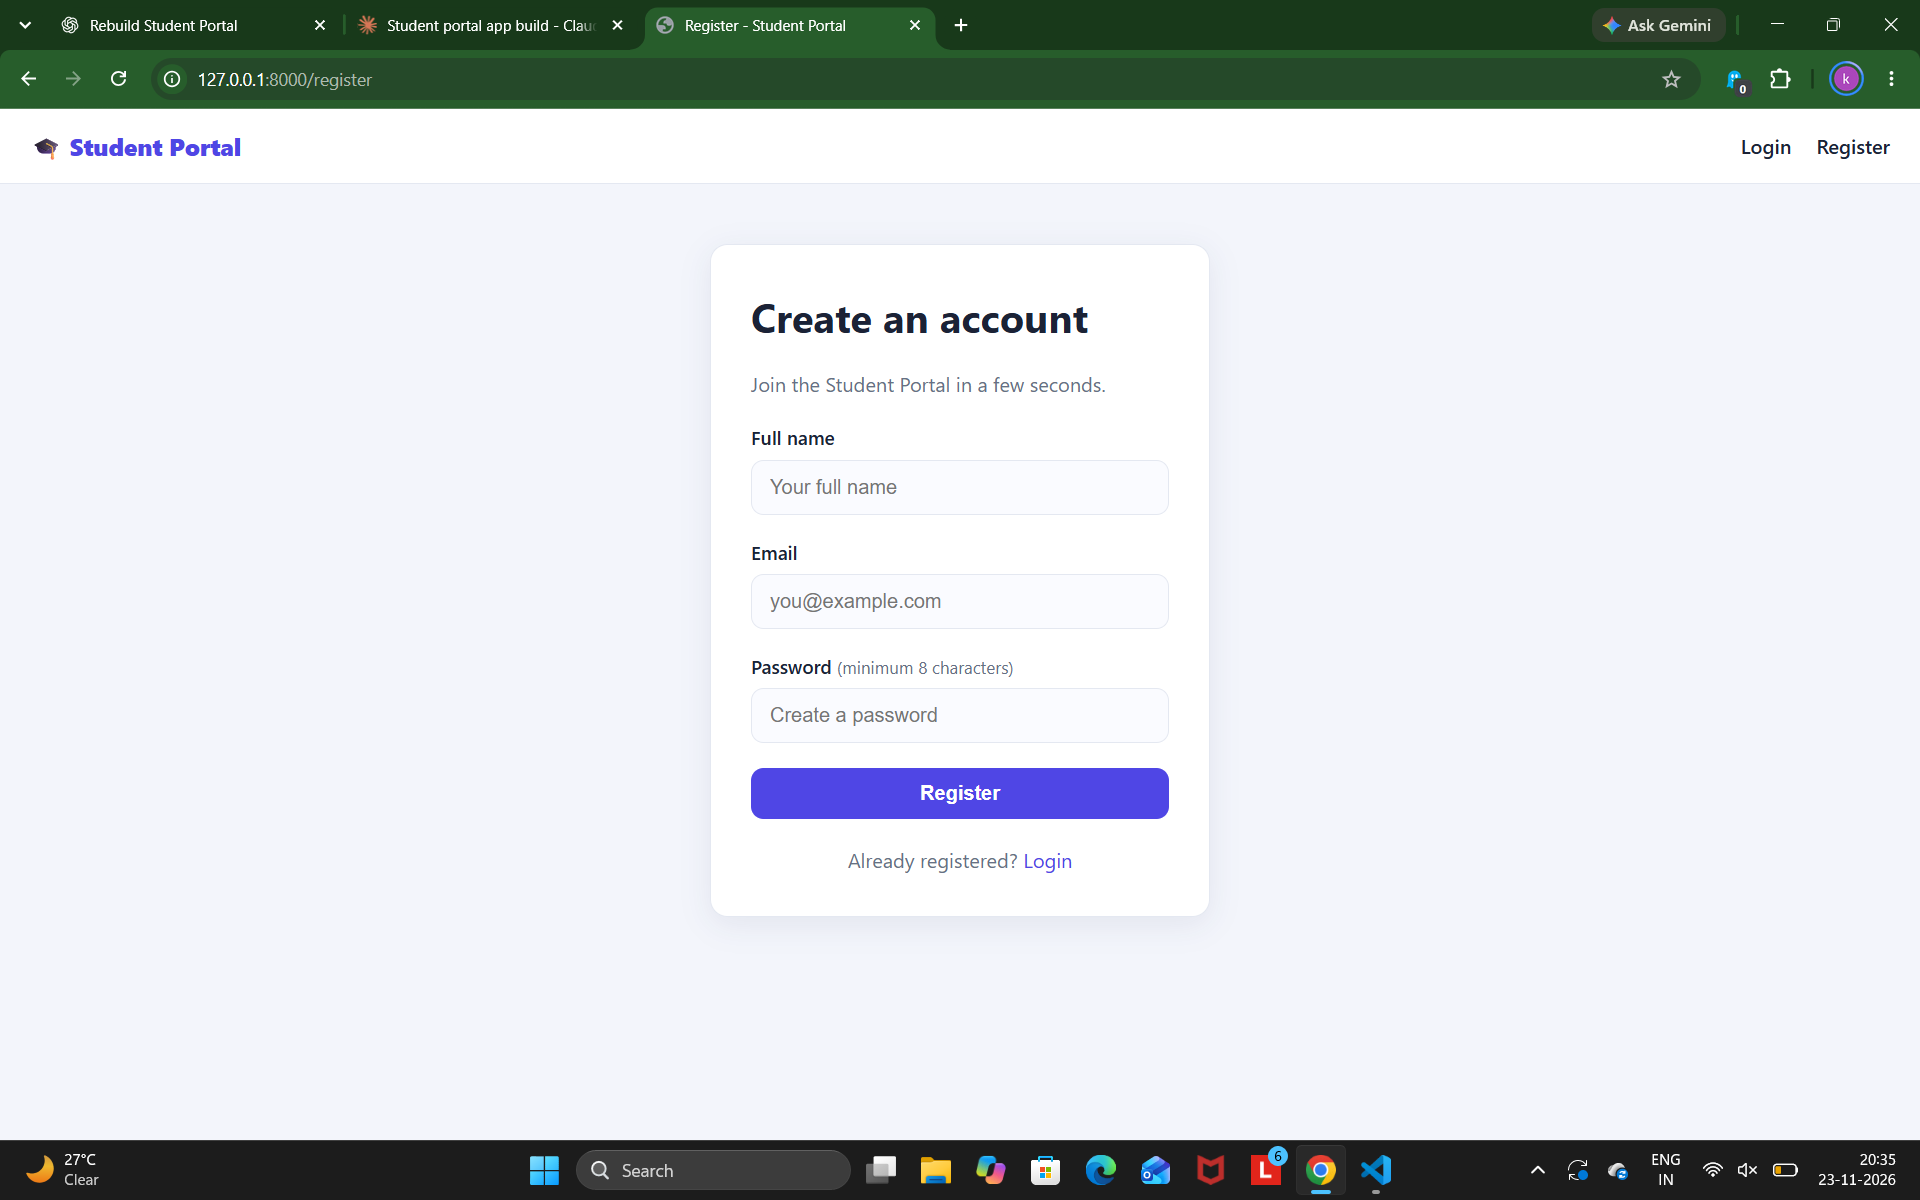 Rebuild Student Portal
Student portal app build - Clau
Register - Student Portal
Ask Gemini
127.0.0.1:8000/register
0
k
Student Portal
Login
Register
Create an account
Join the Student Portal in a few seconds.
Full name
Your full name
Email
you@example.com
Password (minimum 8 characters)
Create a password
Register
Already registered? Login
27°C
Clear
Search
L
6
ENG
IN
20:35
23-11-2026